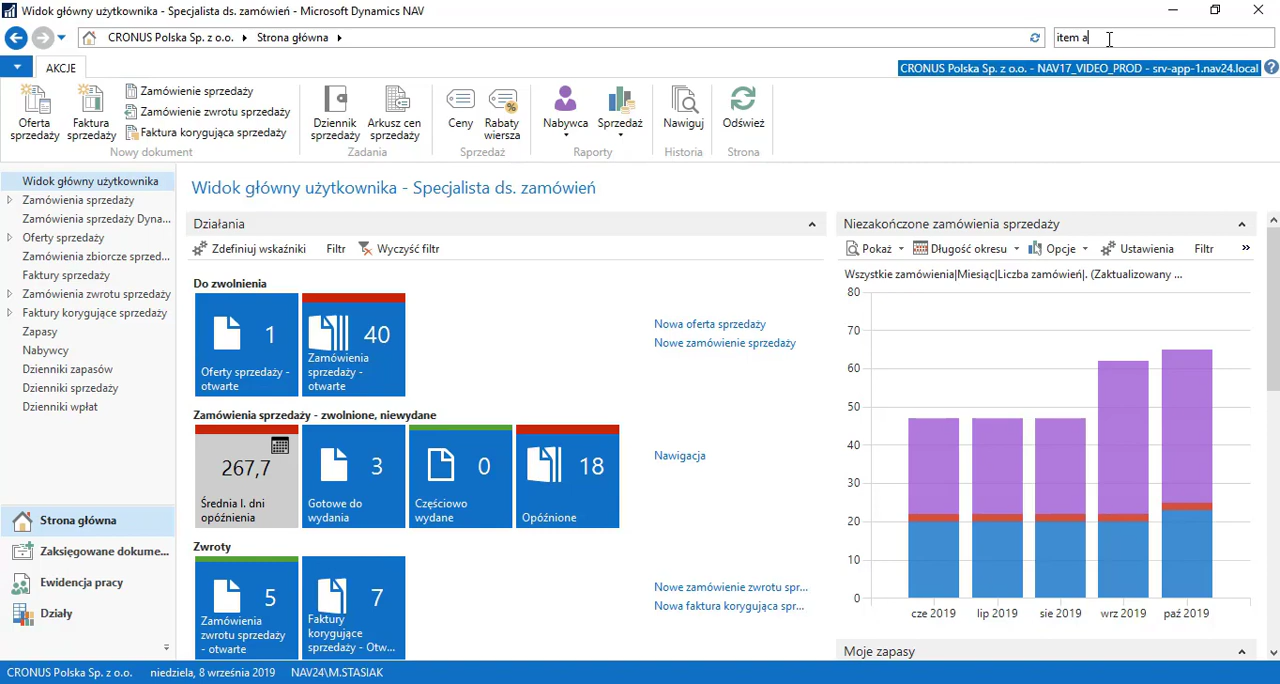 Widok główny użytkownika - Specjalista ds. zamówień - Microsoft Dynamics NAV
CRONUS Polska Sp. z o.o.
Strona główna
item a
AKCJE
CRONUS Polska Sp. z o.o. - NAV17_VIDEO_PROD - srv-app-1.nav24.local
Oferta sprzedaży
Faktura sprzedaży
Zamówienie sprzedaży
Zamówienie zwrotu sprzedaży
Faktura korygująca sprzedaży
Nowy dokument
Dziennik sprzedaży
Arkusz cen sprzedaży
Zadania
Ceny
Rabaty wiersza
Sprzedaż
Nabywca
Sprzedaż
Raporty
Nawiguj
Historia
Odśwież
Strona
Widok główny użytkownika
Zamówienia sprzedaży
Zamówienia sprzedaży Dyna...
Oferty sprzedaży
Zamówienia zbiorcze sprzed...
Faktury sprzedaży
Zamówienia zwrotu sprzedaży
Faktury korygujące sprzedaży
Zapasy
Nabywcy
Dzienniki zapasów
Dzienniki sprzedaży
Dzienniki wpłat
Strona główna
Zaksięgowane dokume...
Ewidencja pracy
Działy
Widok główny użytkownika - Specjalista ds. zamówień
Działania
Zdefiniuj wskaźniki
Filtr
Wyczyść filtr
Do zwolnienia
1
Oferty sprzedaży -
otwarte
40
Zamówienia
sprzedaży -
otwarte
Nowa oferta sprzedaży
Nowe zamówienie sprzedaży
Zamówienia sprzedaży - zwolnione, niewydane
267,7
Średnia l. dni
opóźnienia
3
Gotowe do
wydania
0
Częściowo
wydane
18
Opóźnione
Nawigacja
Zwroty
5
Zamówienia
zwrotu sprzedaży
- otwarte
7
Faktury
korygujące
sprzedaży - Otw...
Nowe zamówienie zwrotu spr...
Nowa faktura korygująca spr...
Niezakończone zamówienia sprzedaży
Pokaż
Długość okresu
Opcje
Ustawienia
Filtr
»
Wszystkie zamówienia|Miesiąc|Liczba zamówień|. (Zaktualizowany ...
80
70
60
50
40
30
20
10
0
cze 2019
lip 2019
sie 2019
wrz 2019
paź 2019
Moje zapasy
CRONUS Polska Sp. z o.o.
niedziela, 8 września 2019
NAV24\M.STASIAK